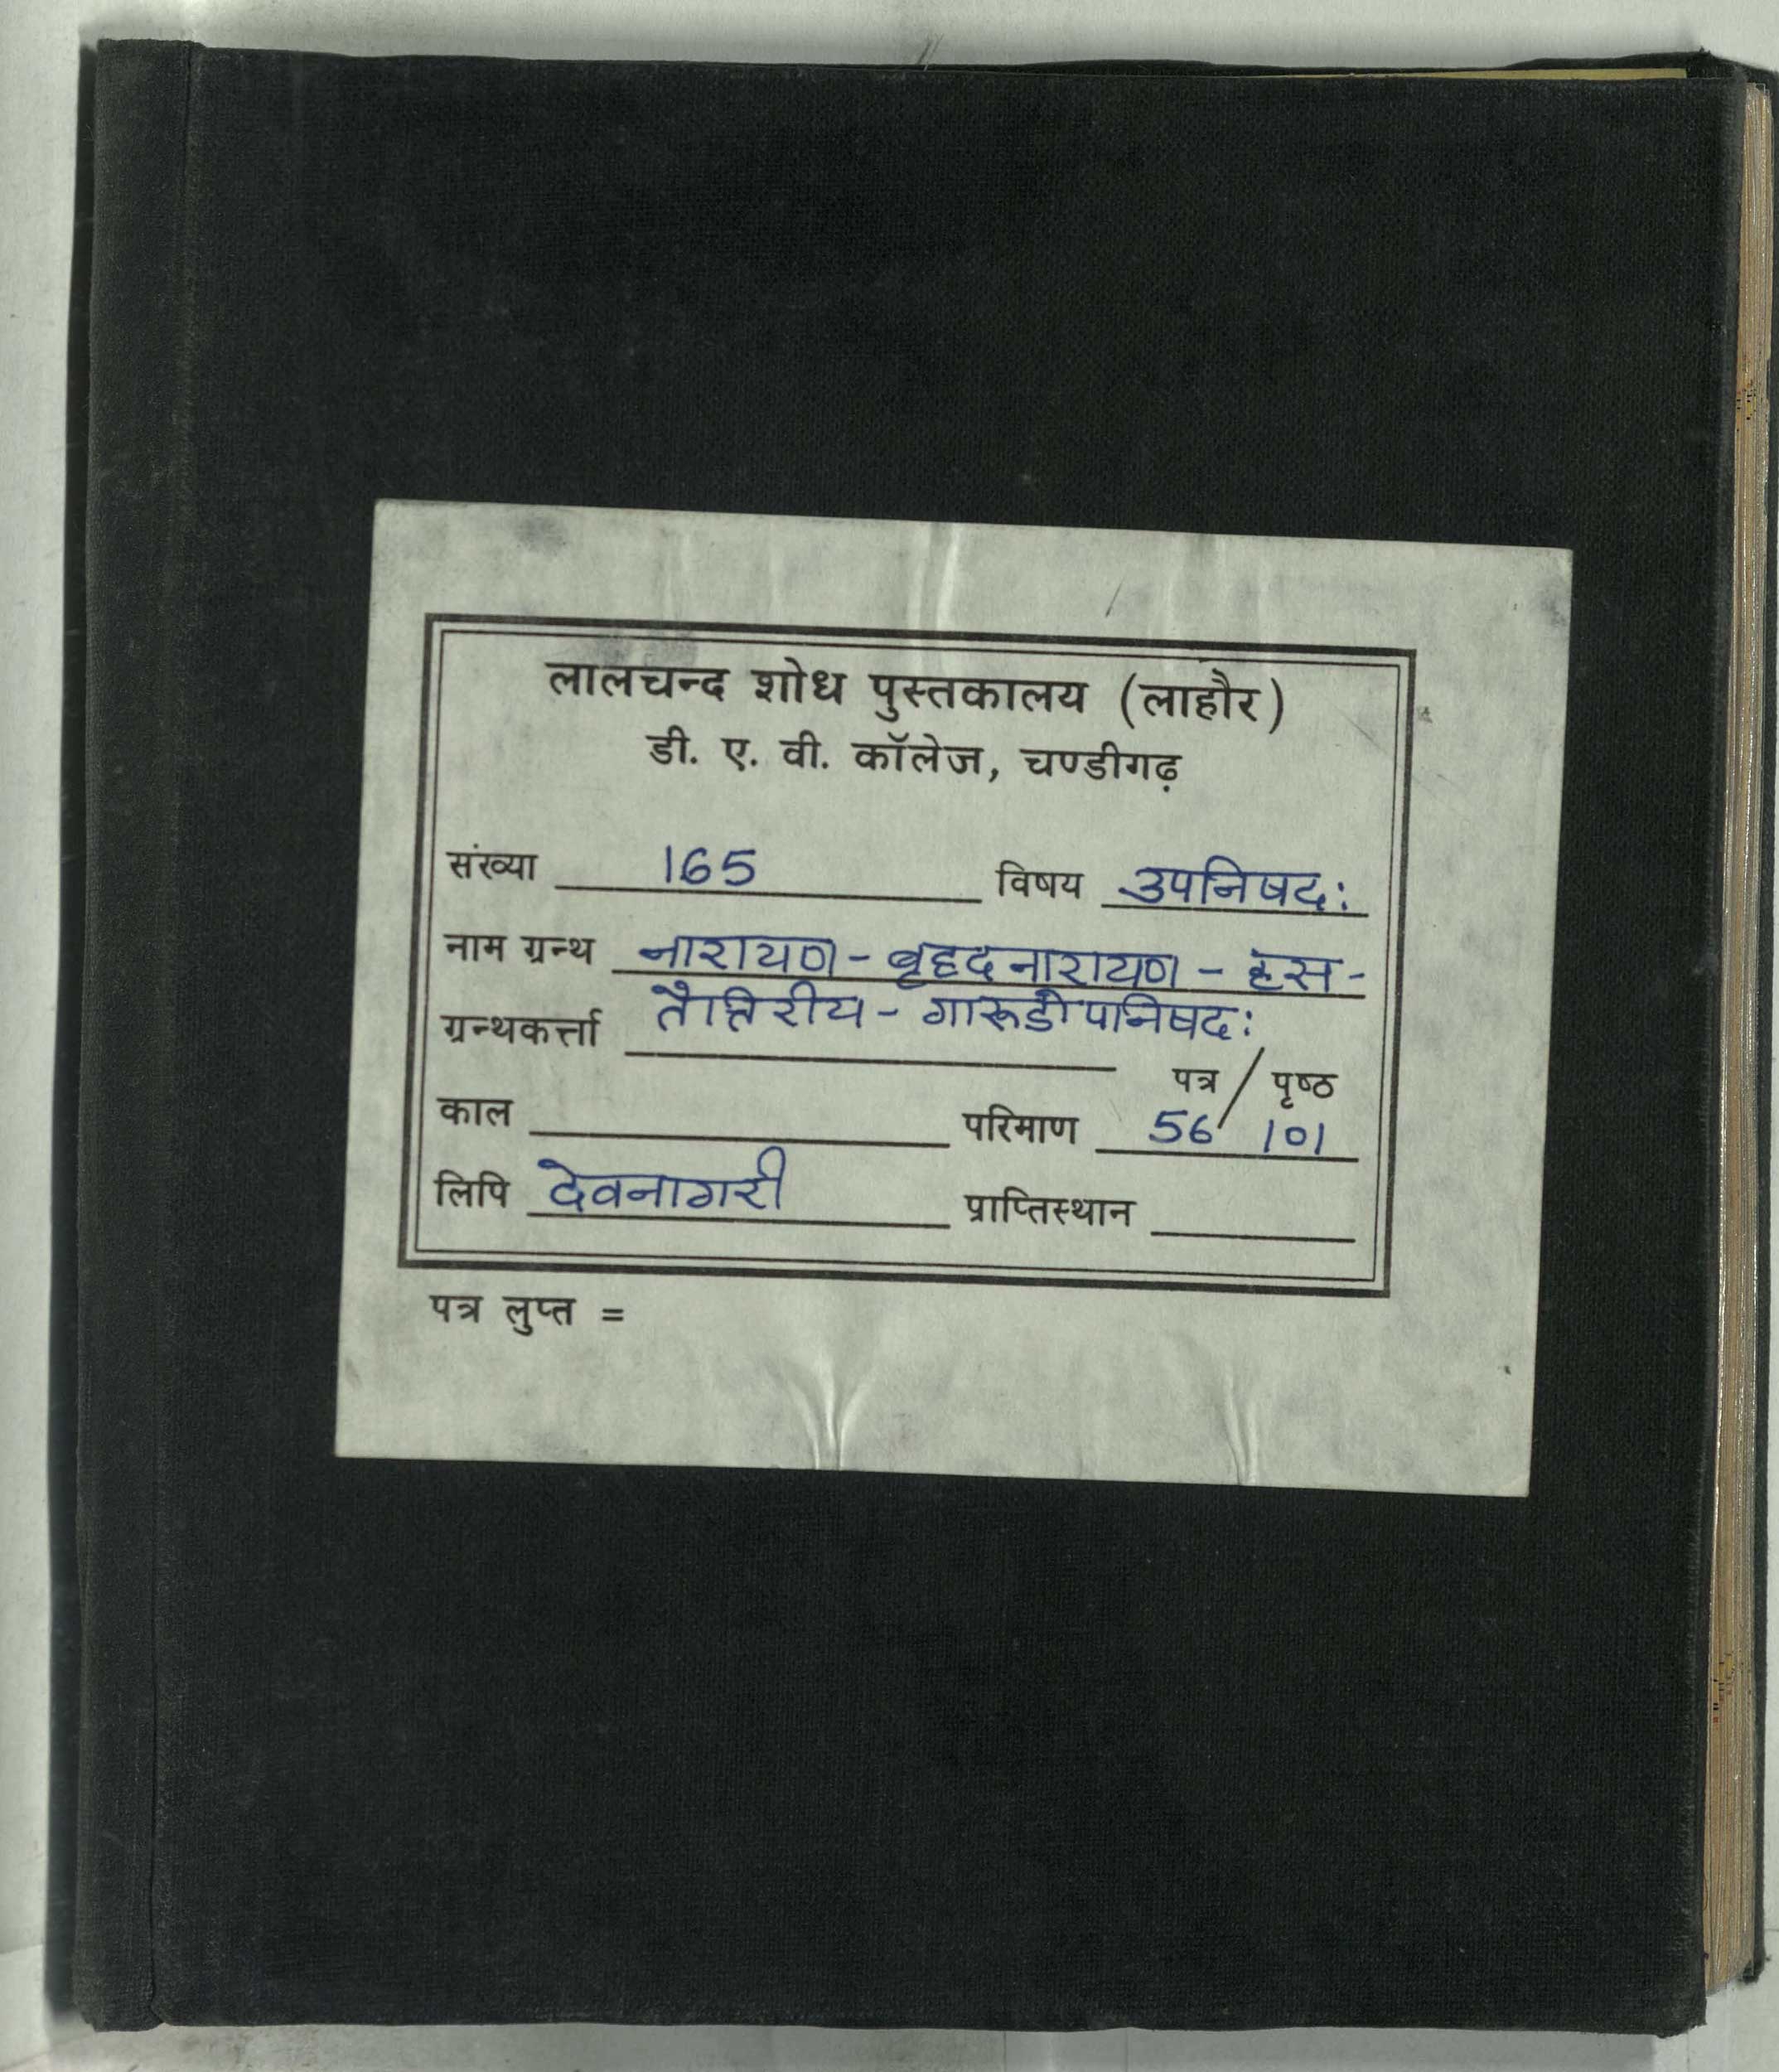 लालचन्द शोध पुस्तकालय (लाहौर)
डी. ए. वी. कॉलेज, चण्डीगढ़
संख्या 165 विषय उपनिषद:
नाम ग्रन्थ नारायण - बृहदनारायण - हंस -
तैत्तिरीय - गारूडोपनिषद:
ग्रन्थकर्त्ता
पत्र / पृष्ठ
काल परिमाण 56 / 101
लिपि देवनागरी प्राप्तिस्थान
पत्र लुप्त =